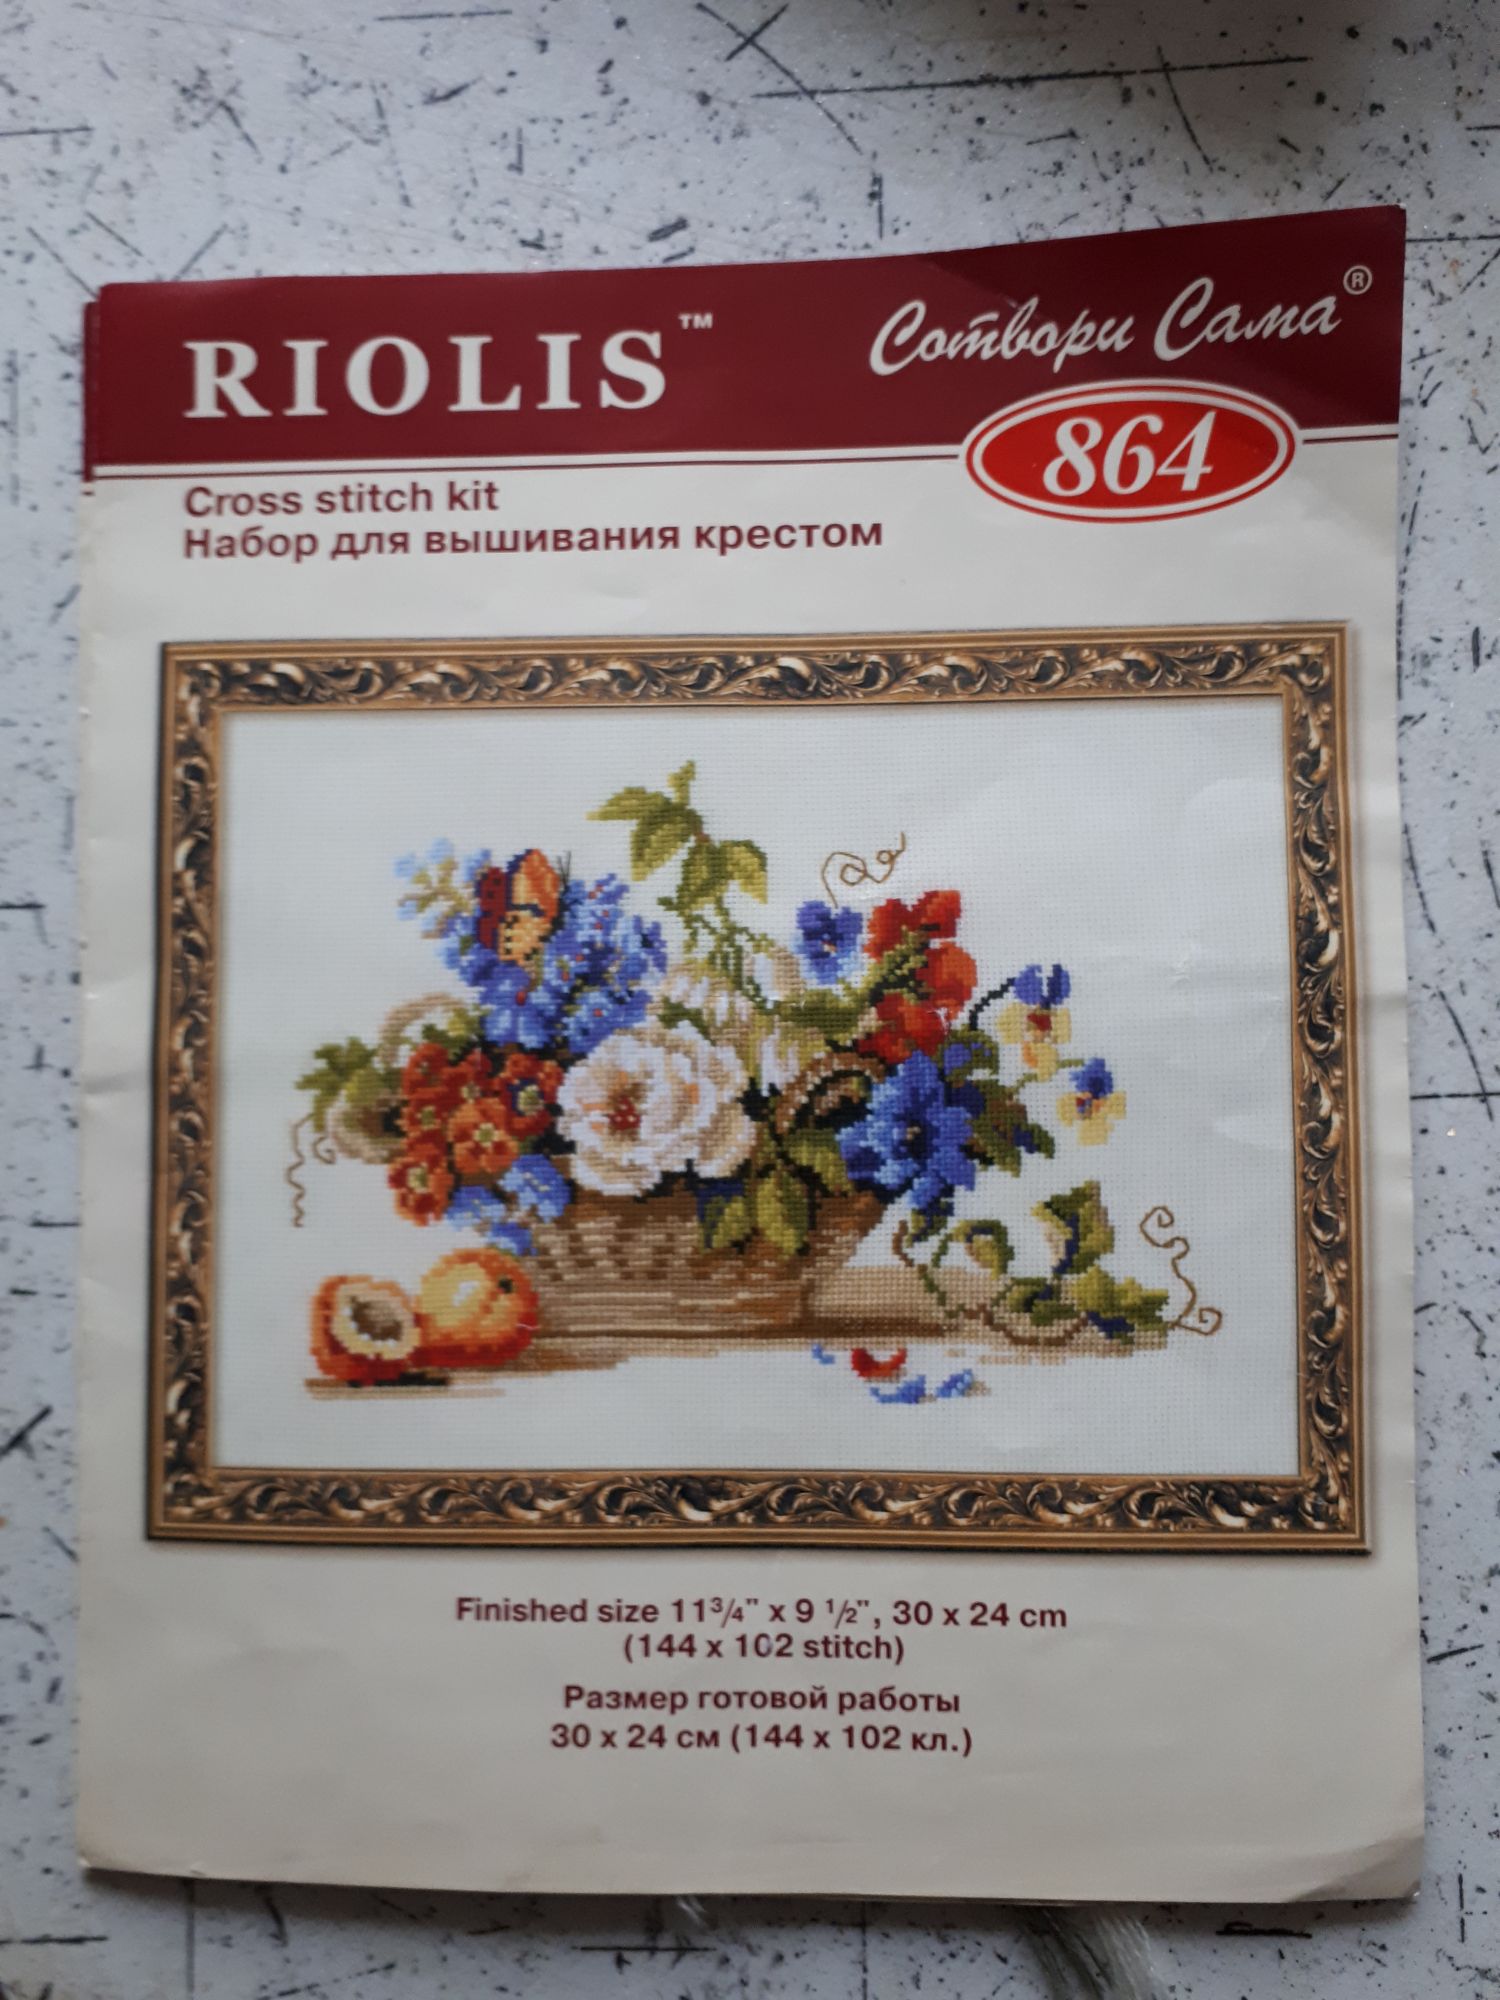 RIOLIS™
Сотвори Сама®
864
Cross stitch kit
Набор для вышивания крестом
Finished size 11¾" x 9 ½", 30 x 24 cm
(144 x 102 stitch)
Размер готовой работы
30 x 24 см (144 x 102 кл.)